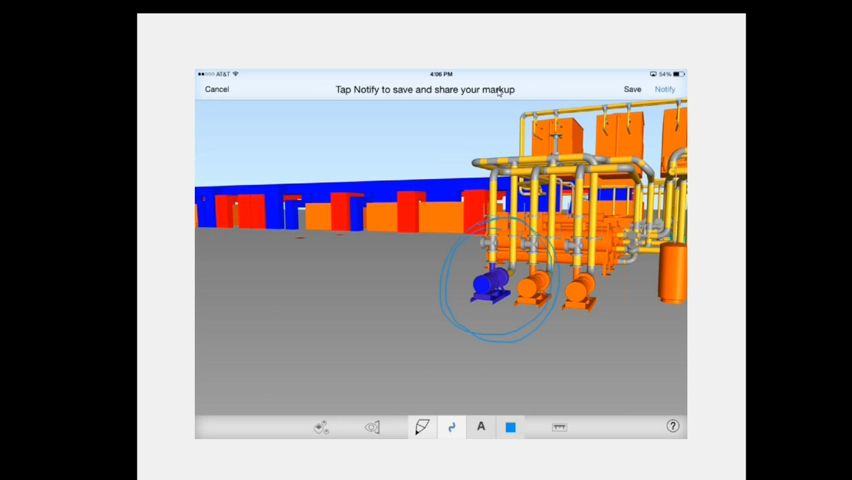 AT&T 4:06 PM 54%
Cancel Tap Notify to save and share your markup Save Notify
A ?